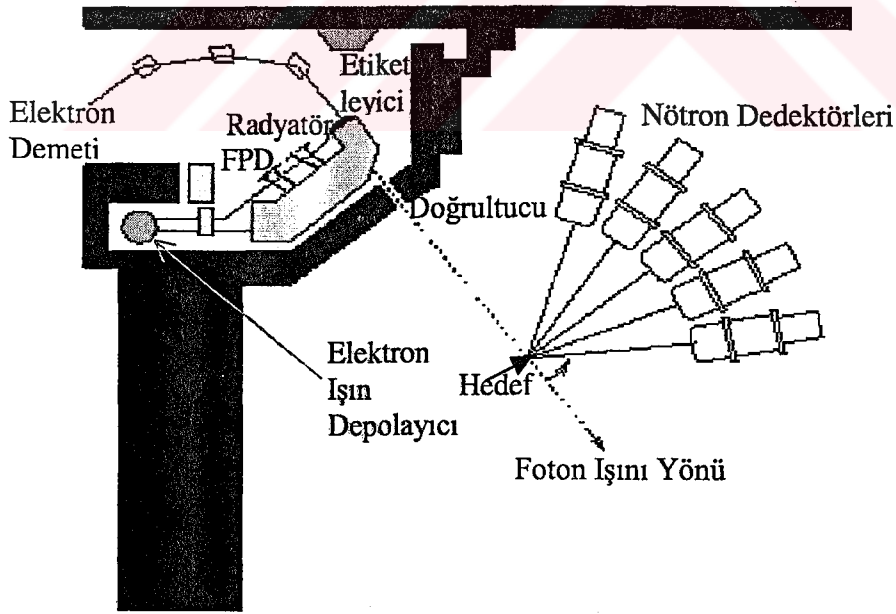 Etiket
leyici
Elektron
Demeti
Radyatör
FPD
Nötron Dedektörleri
Doğrultucu
Hedef
Elektron
Işın
Depolayıcı
Foton Işını Yönü